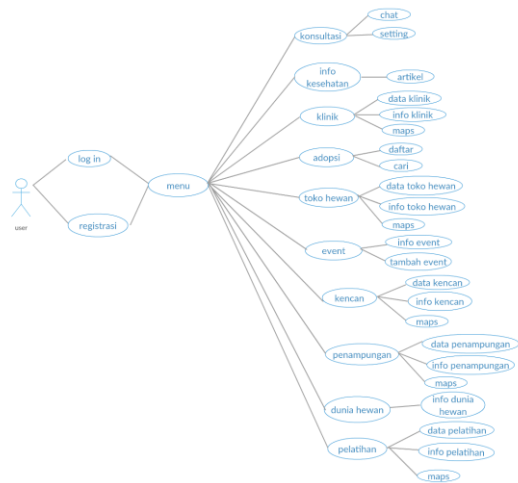 user
log in
registrasi
menu
konsultasi
chat
setting
info
kesehatan
artikel
klinik
data klinik
info klinik
maps
adopsi
daftar
cari
toko hewan
data toko hewan
info toko hewan
maps
event
info event
tambah event
kencan
data kencan
info kencan
maps
penampungan
data penampungan
info penampungan
maps
dunia hewan
info dunia
hewan
pelatihan
data pelatihan
info pelatihan
maps